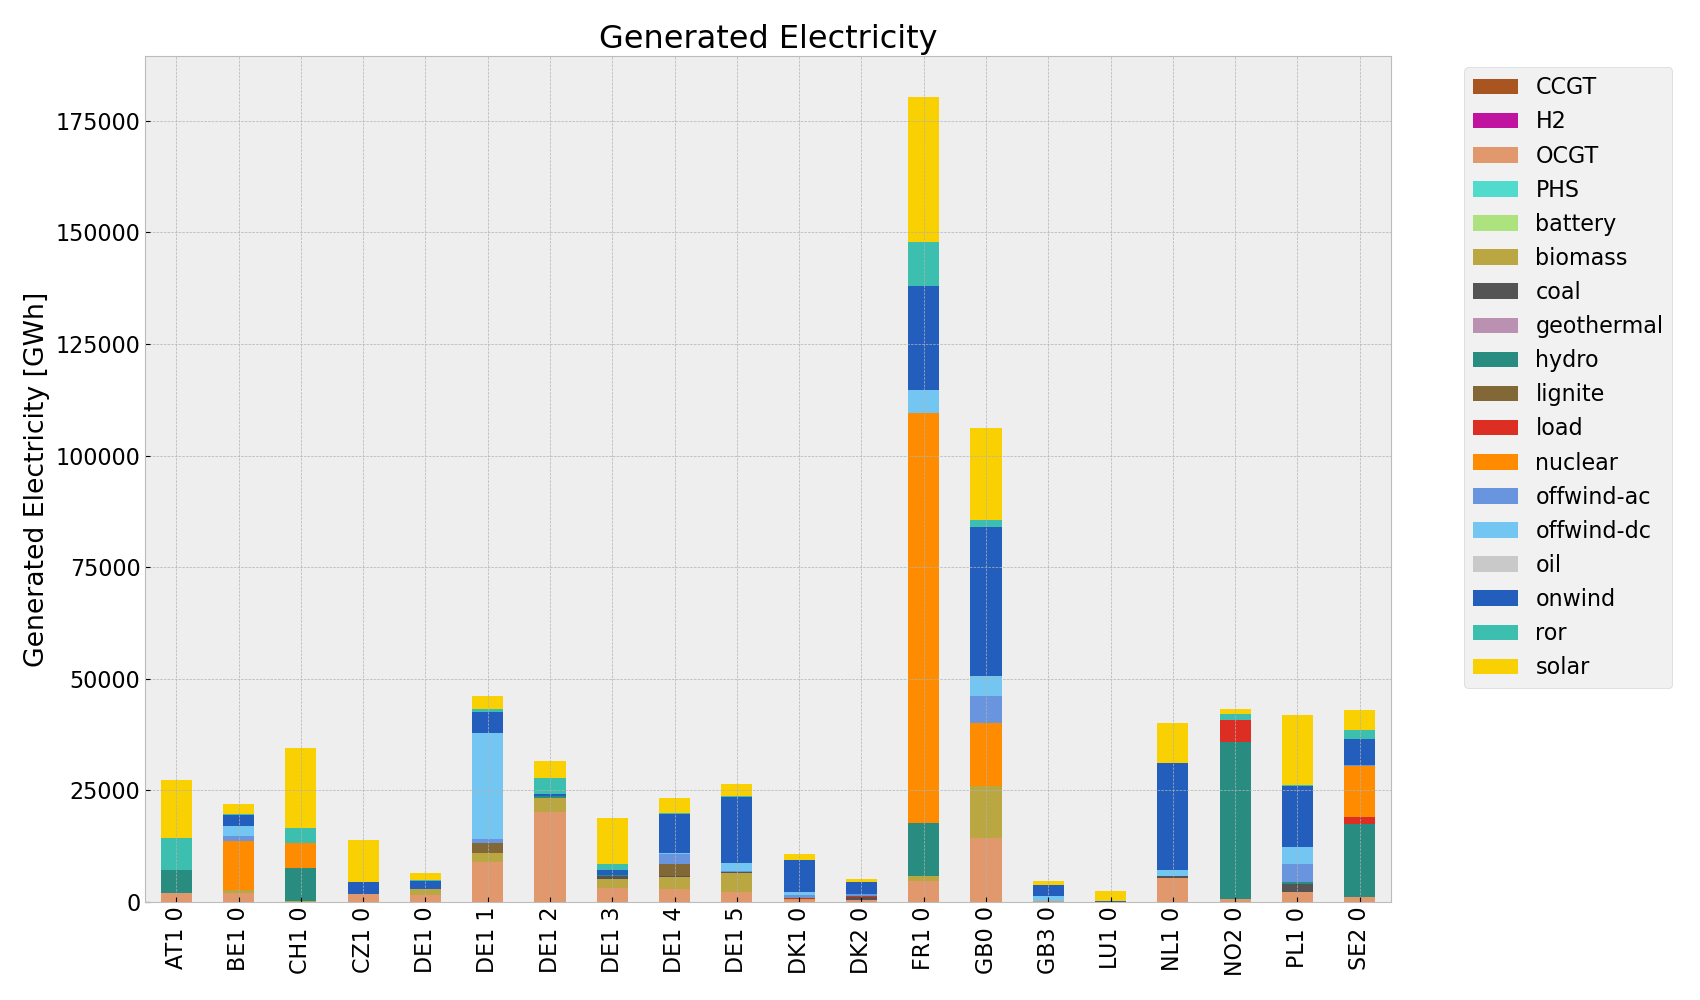 Generated Electricity
Generated Electricity [GWh]
175000
150000
125000
100000
75000
50000
25000
0
AT1 0
BE1 0
CH1 0
CZ1 0
DE1 0
DE1 1
DE1 2
DE1 3
DE1 4
DE1 5
DK1 0
DK2 0
FR1 0
GB0 0
GB3 0
LU1 0
NL1 0
NO2 0
PL1 0
SE2 0
CCGT
H2
OCGT
PHS
battery
biomass
coal
geothermal
hydro
lignite
load
nuclear
offwind-ac
offwind-dc
oil
onwind
ror
solar